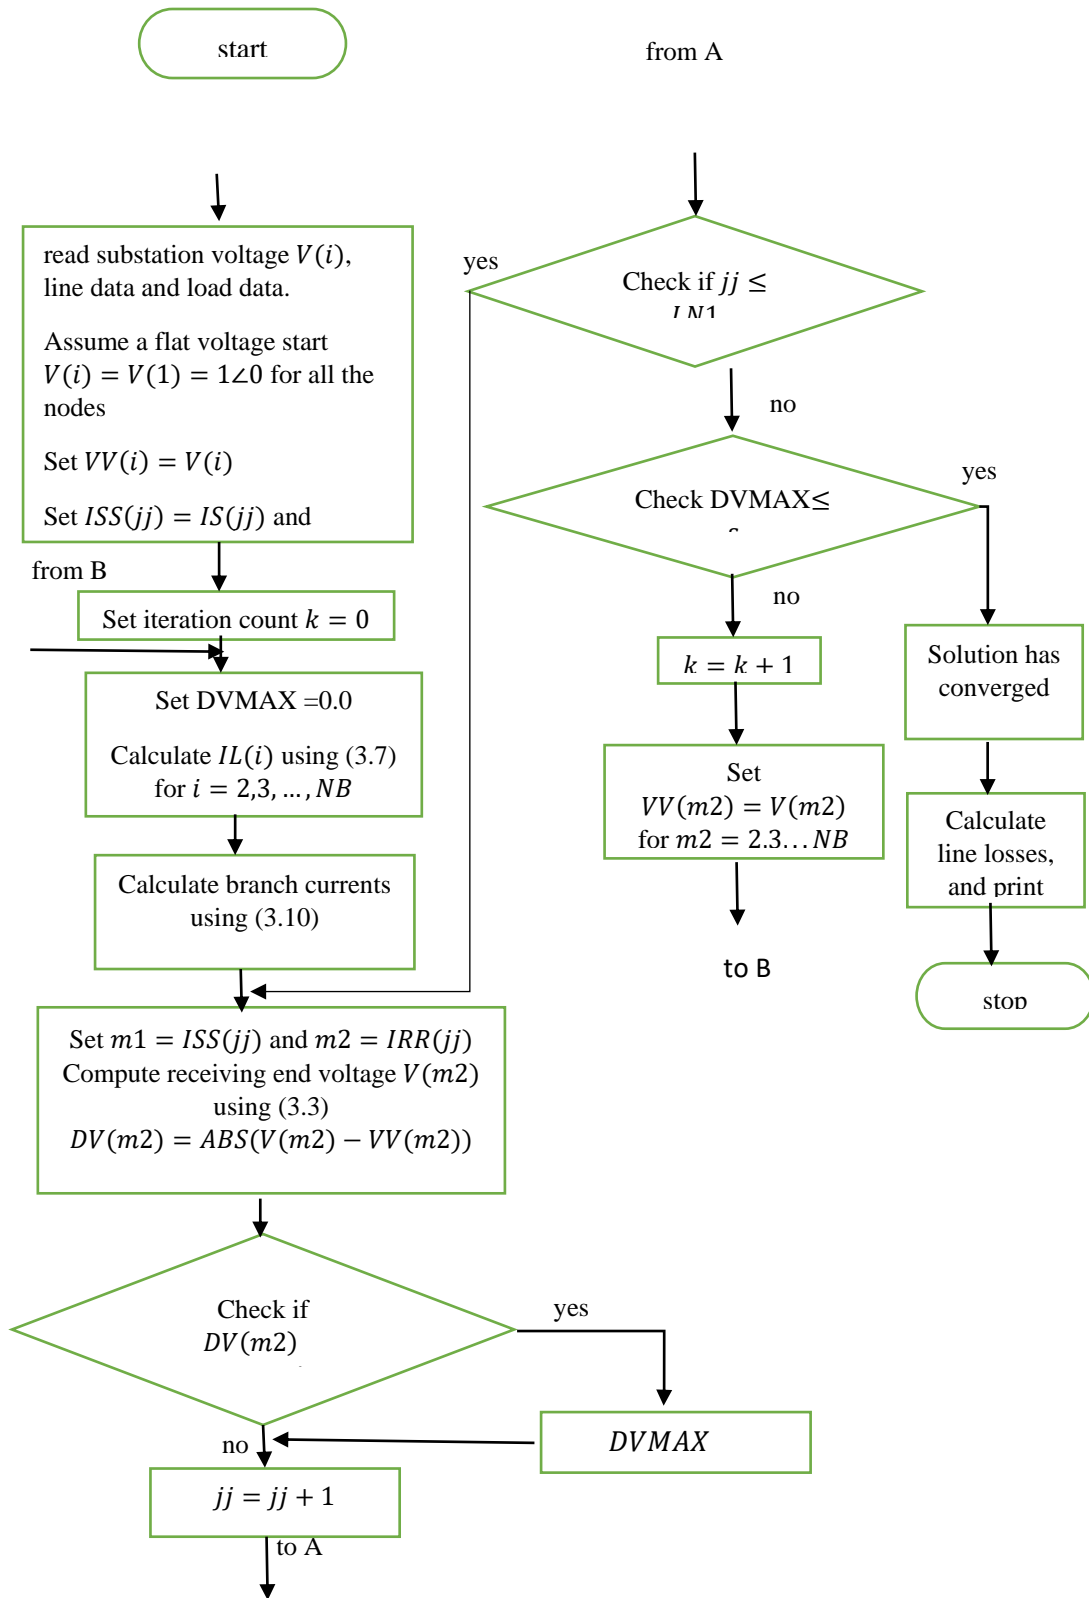 start
read substation voltage V(i),
line data and load data.
Assume a flat voltage start
V(i) = V(1) = 1∠0 for all the
nodes
Set VV(i) = V(i)
Set ISS(jj) = IS(jj) and
from B
Set iteration count k = 0
Set DVMAX =0.0
Calculate IL(i) using (3.7)
for i = 2,3, ... , NB
Calculate branch currents
using (3.10)
Set m1 = ISS(jj) and m2 = IRR(jj)
Compute receiving end voltage V(m2)
using (3.3)
DV(m2) = ABS(V(m2) − VV(m2))
Check if
DV(m2)
yes
DVMAX
no
jj = jj + 1
to A
from A
yes
Check if jj ≤
LN1
no
Check DVMAX≤
yes
no
k = k + 1
Set
VV(m2) = V(m2)
for m2 = 2.3... NB
to B
Solution has
converged
Calculate
line losses,
and print
stop